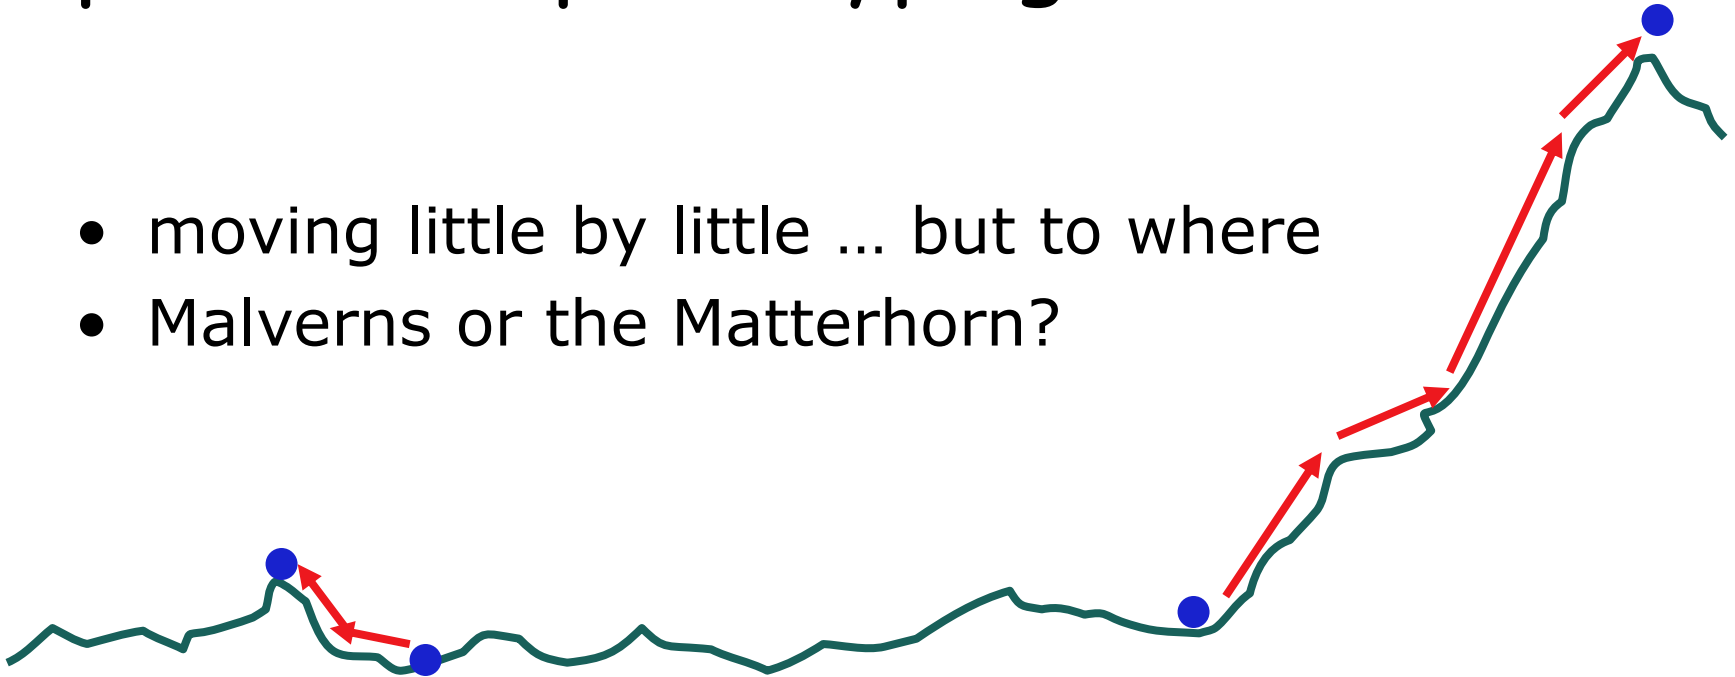 • moving little by little … but to where
• Malverns or the Matterhorn?